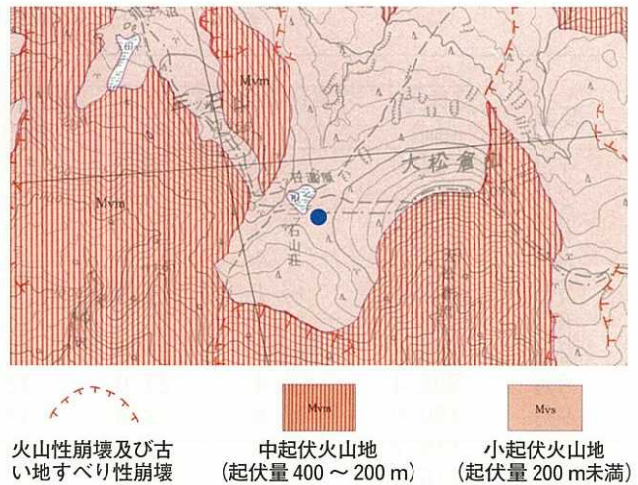 Mvm
大松倉山
Mvm
石山荘
火山性崩壊及び古
い地すべり性崩壊
Mvm
中起伏火山地
(起伏量 400 ~ 200 m)
Mvs
小起伏火山地
(起伏量 200 m未満)